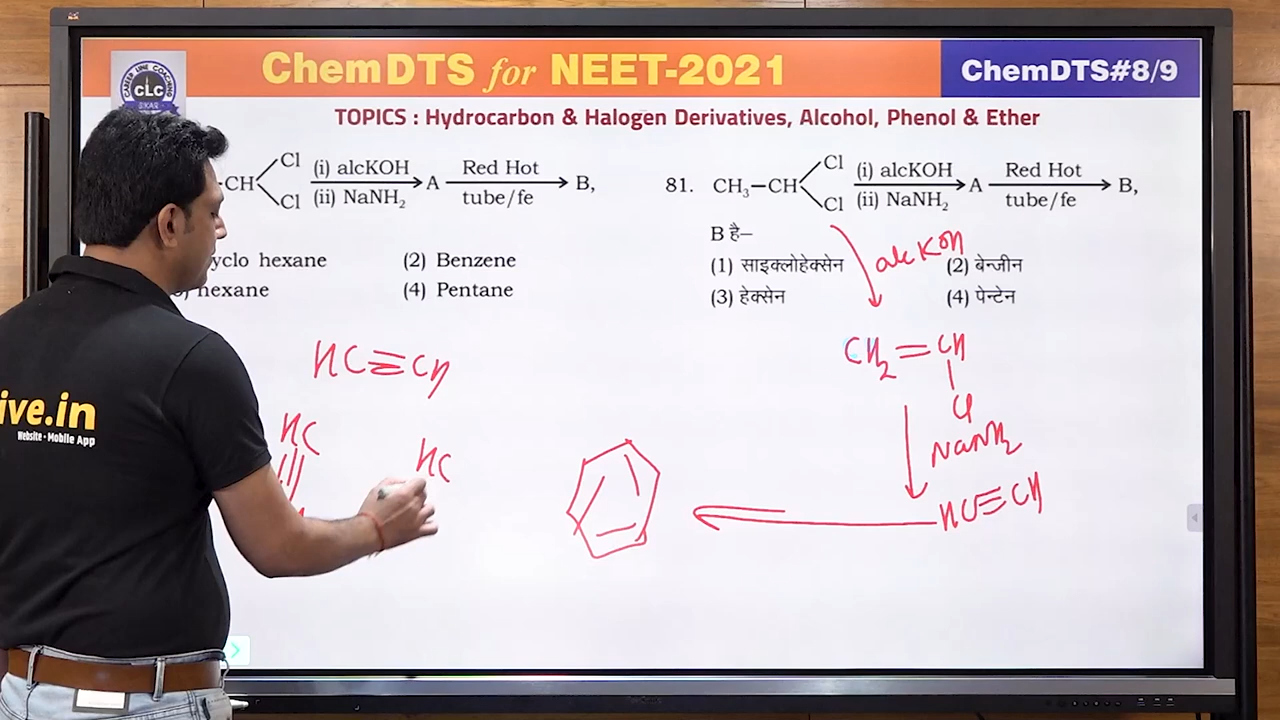 ChemDTS for NEET-2021
ChemDTS#8/9
CLC
TOPICS : Hydrocarbon & Halogen Derivatives, Alcohol, Phenol & Ether
-CH
Cl
Cl
(i) alcKOH
(ii) NaNH₂
A
Red Hot
tube/fe
B,
yclo hexane
(2) Benzene
hexane
(4) Pentane
81. CH₃–CH
Cl
Cl
(i) alcKOH
(ii) NaNH₂
A
Red Hot
tube/fe
B,
B है–
(1) साइक्लोहेक्सेन
(2) बेन्जीन
(3) हेक्सेन
(4) पेन्टेन
alc KOH
CH₂=CH
Cl
NaNH₂
HC≡CH
HC≡CH
HC
HC
ive.in
Website - Mobile App